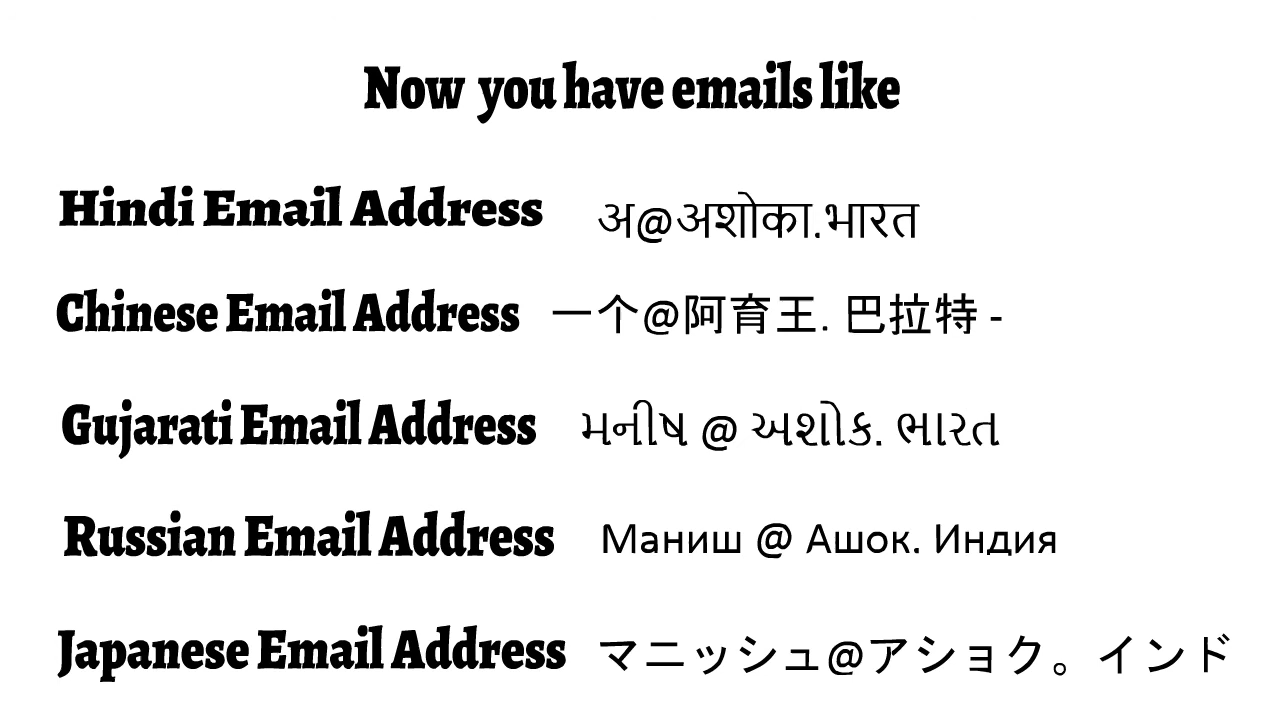 Now you have emails like
Hindi Email Address अ@अशोका.भारत
Chinese Email Address 一个@阿育王. 巴拉特 -
Gujarati Email Address મનીષ @ અશોક. ભારત
Russian Email Address Маниш @ Ашок. Индия
Japanese Email Address マニッシュ@アショク。インド